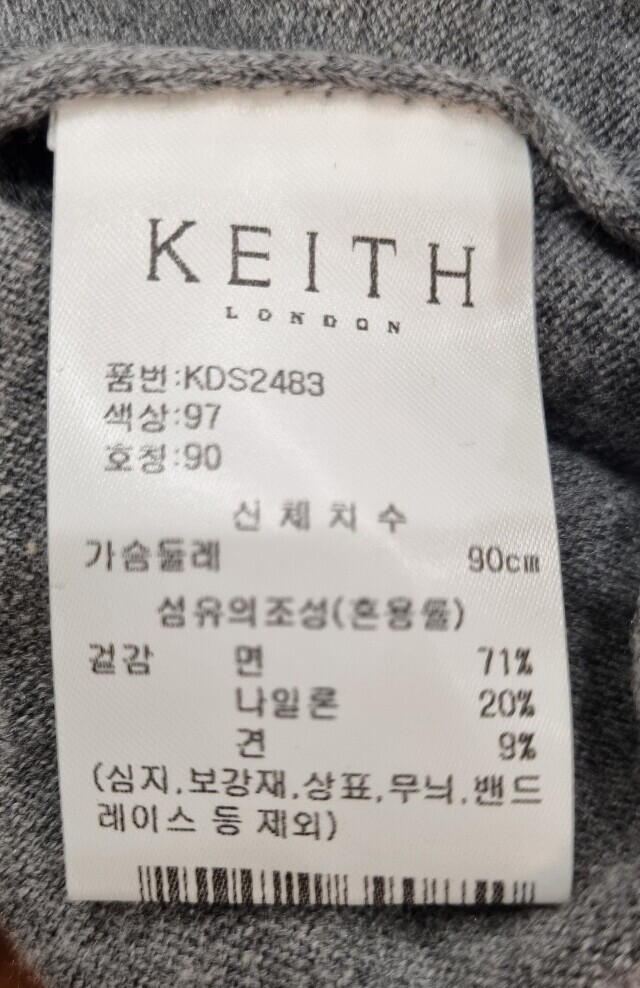 KEITH
LONDON
품번:KDS2483
색상:97
호칭:90
신체치수
가슴둘레 90cm
섬유의조성(혼용률)
겉감 면 71%
나일론 20%
견 9%
(심지,보강재,상표,무늬,밴드
레이스 등 제외)